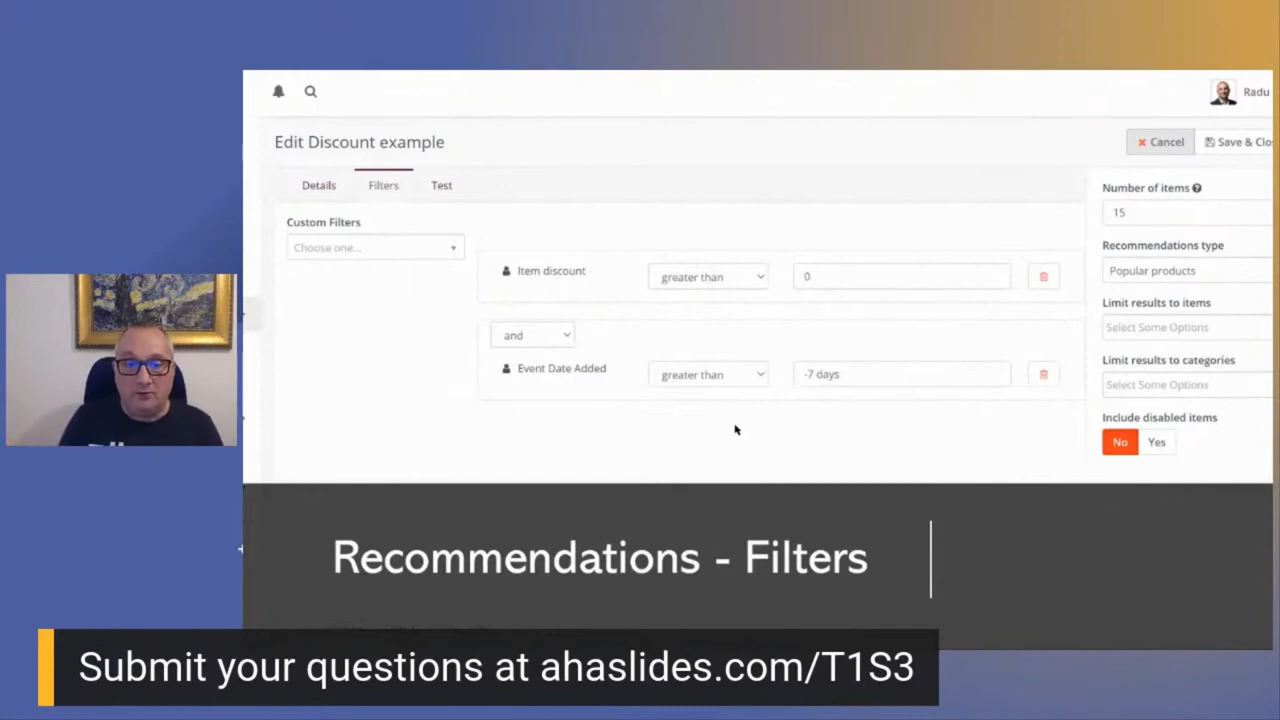 Radu
Edit Discount example
Cancel
Save & Clo
Details
Filters
Test
Custom Filters
Choose one...
Item discount
greater than
0
and
Event Date Added
greater than
-7 days
Number of items
15
Recommendations type
Popular products
Limit results to items
Select Some Options
Limit results to categories
Select Some Options
Include disabled items
No
Yes
Recommendations - Filters
Submit your questions at ahaslides.com/T1S3